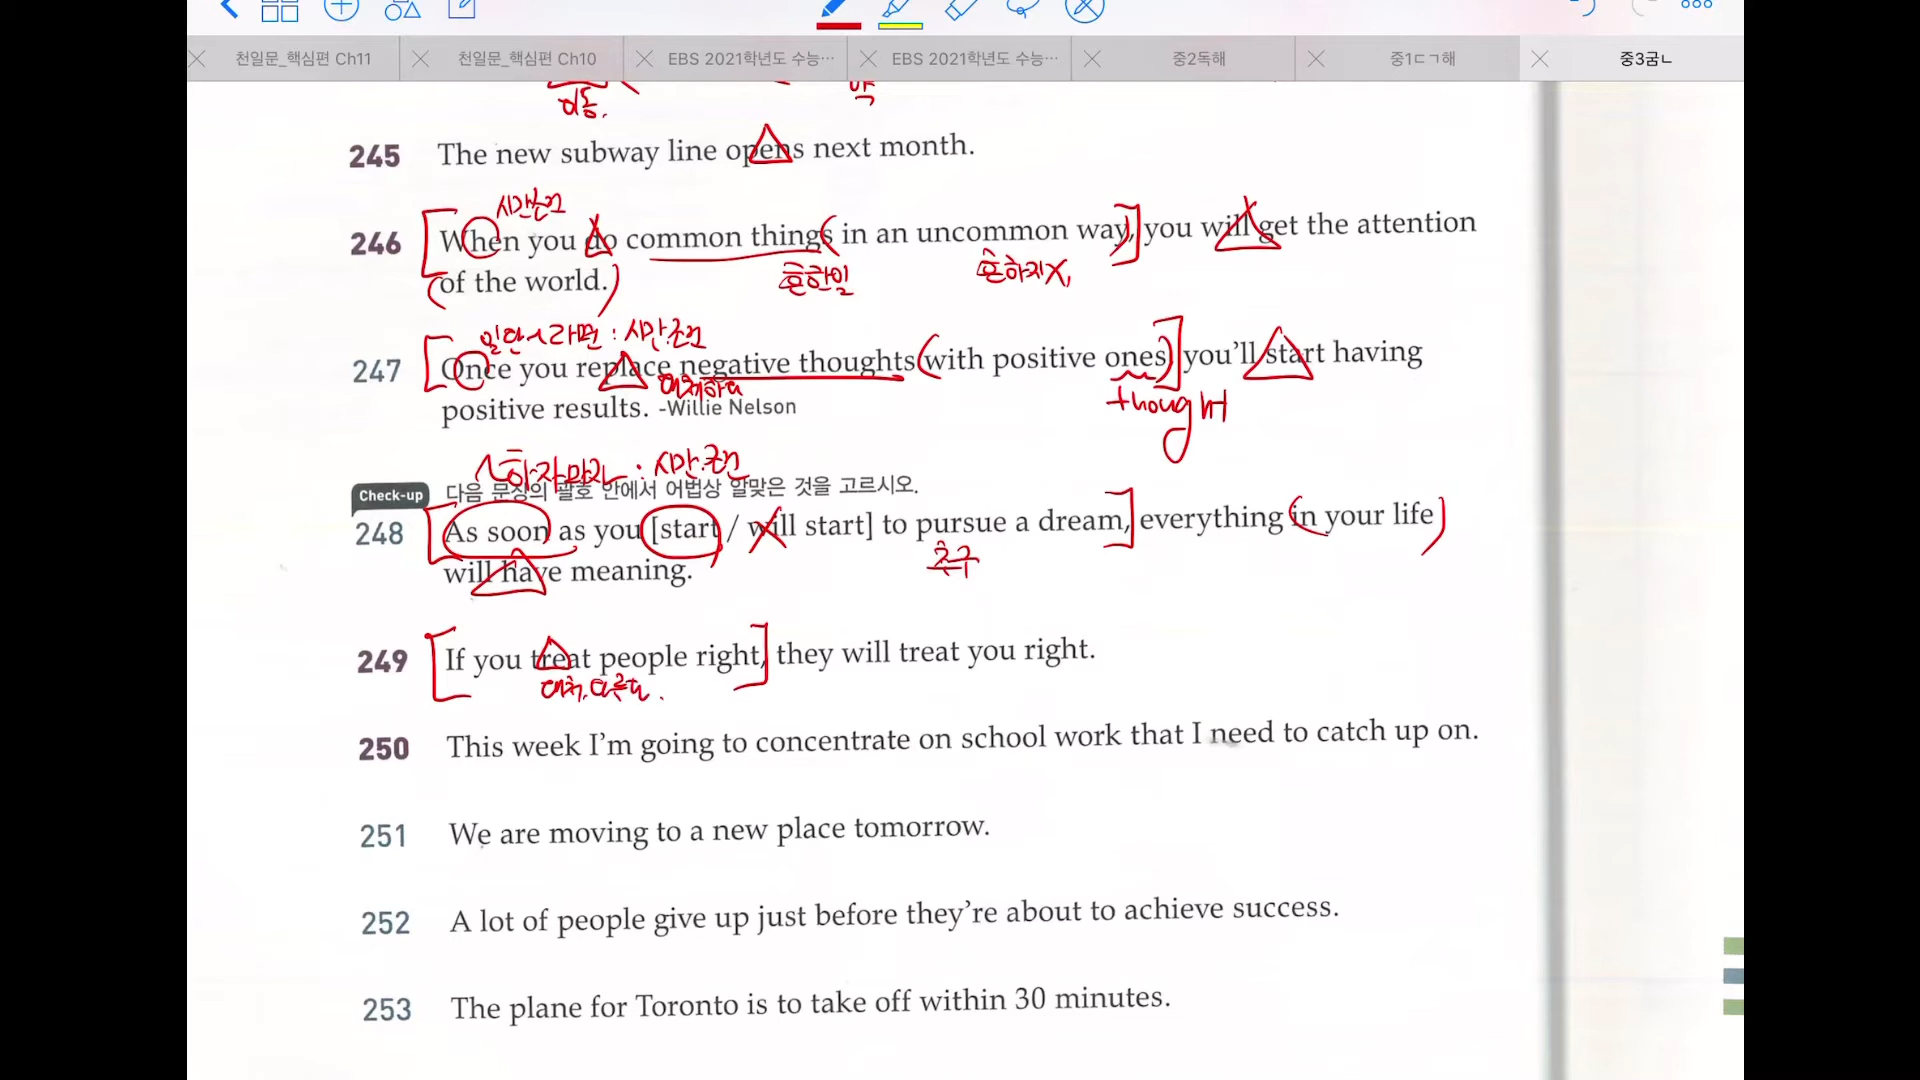 천일문_핵심편 Ch11
천일문_핵심편 Ch10
EBS 2021학년도 수능…
EBS 2021학년도 수능…
중2독해
중1ㄷㄱ해
중3굼ㄴ
이동.
약
245 The new subway line opens next month.
시간조건
246 When you do common things in an uncommon way, you will get the attention
of the world.
흔한일
흔하지X,
일단~라면 : 시간.조건
247 Once you replace negative thoughts with positive ones, you'll start having
positive results. -Willie Nelson
thought
~하자마자 : 시간.조건
Check-up 다음 문장의 괄호 안에서 어법상 알맞은 것을 고르시오.
248 As soon as you [start / will start] to pursue a dream, everything in your life
추구
will have meaning.
249 If you treat people right, they will treat you right.
250 This week I'm going to concentrate on school work that I need to catch up on.
251 We are moving to a new place tomorrow.
252 A lot of people give up just before they're about to achieve success.
253 The plane for Toronto is to take off within 30 minutes.